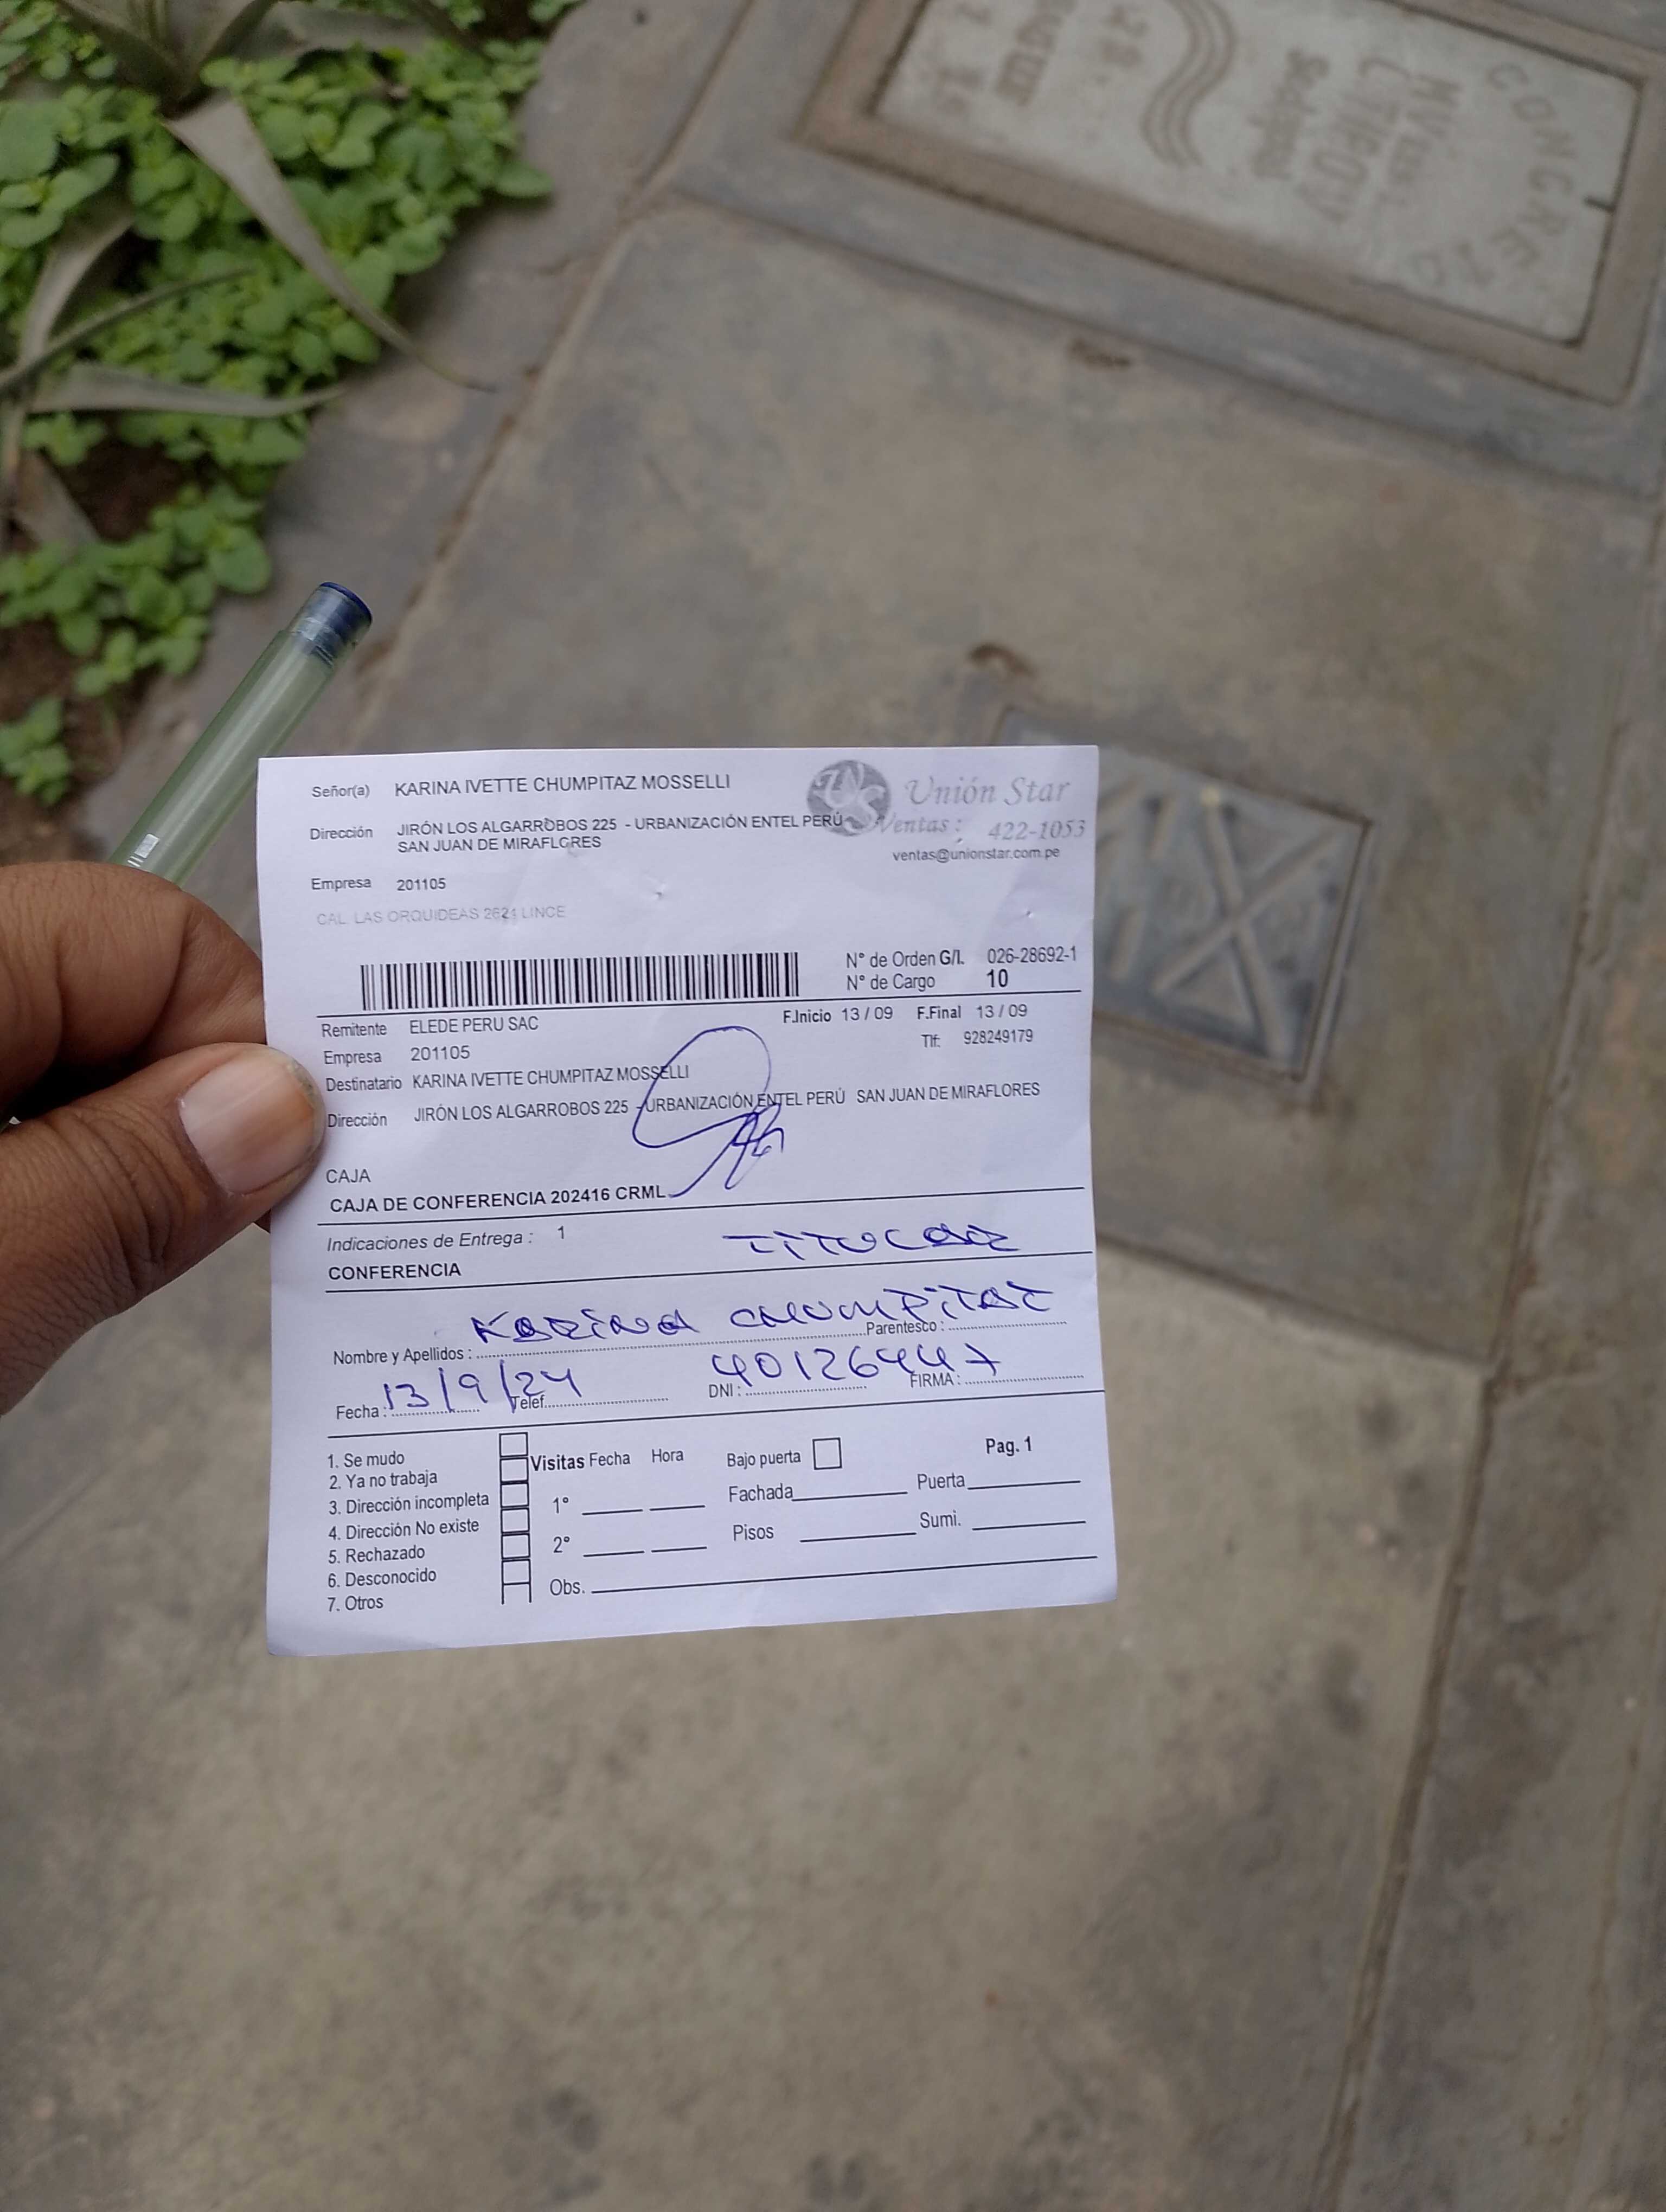 Señor(a) KARINA IVETTE CHUMPITAZ MOSSELLI
Unión Star
Dirección JIRÓN LOS ALGARROBOS 225 - URBANIZACIÓN ENTEL PERÚ
SAN JUAN DE MIRAFLORES
Ventas: 422-1053
ventas@unionstar.com.pe
Empresa 201105
CAL. LAS ORQUIDEAS 2621 LINCE
N° de Orden G/I. 026-28692-1
N° de Cargo 10
Remitente ELEDE PERU SAC
F.Inicio 13 / 09 F.Final 13 / 09
Empresa 201105
Tlf: 928249179
Destinatario KARINA IVETTE CHUMPITAZ MOSSELLI
Dirección JIRÓN LOS ALGARROBOS 225 - URBANIZACIÓN ENTEL PERÚ SAN JUAN DE MIRAFLORES
CAJA
CAJA DE CONFERENCIA 202416 CRML
Indicaciones de Entrega : 1
TITULAR
CONFERENCIA
Nombre y Apellidos : KARINA CHUMPITAZ Parentesco :
Fecha : 13/9/24 Telef. DNI : 40126447 FIRMA :
1. Se mudo
2. Ya no trabaja
3. Dirección incompleta
4. Dirección No existe
5. Rechazado
6. Desconocido
7. Otros
Visitas Fecha Hora
1°
2°
Obs.
Bajo puerta
Pag. 1
Fachada Puerta
Pisos Sumi.